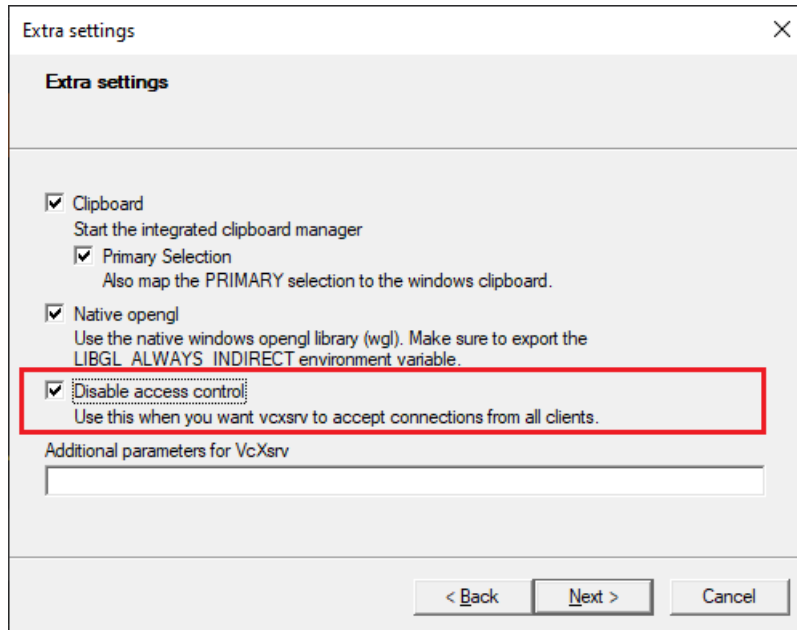 Extra settings
Extra settings
Clipboard
Start the integrated clipboard manager
Primary Selection
Also map the PRIMARY selection to the windows clipboard.
Native opengl
Use the native windows opengl library (wgl). Make sure to export the
LIBGL_ALWAYS_INDIRECT environment variable.
Disable access control
Use this when you want vcxsrv to accept connections from all clients.
Additional parameters for VcXsrv
< Back Next > Cancel